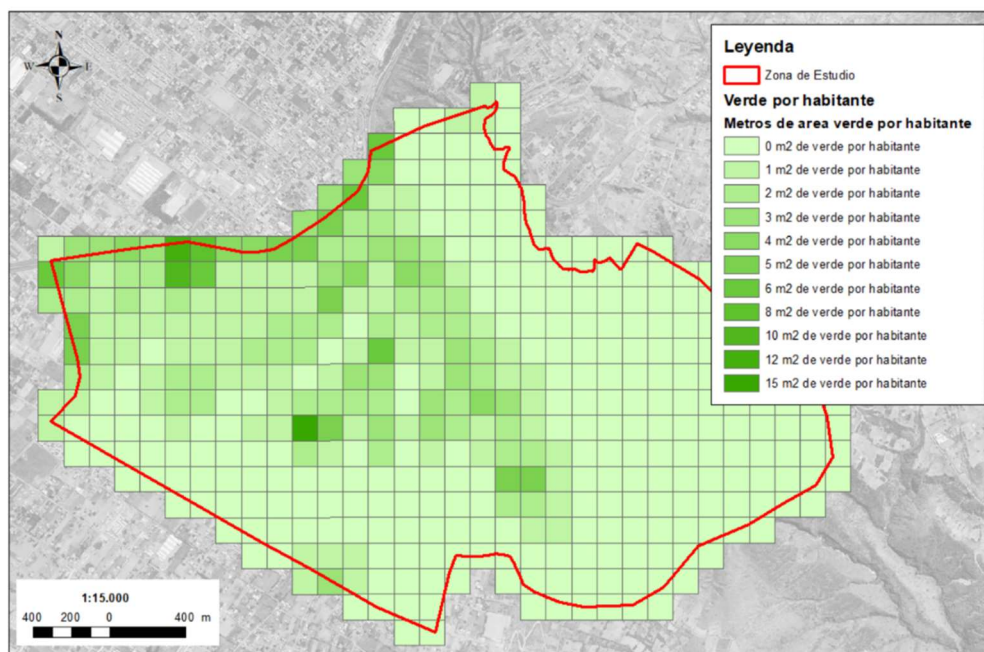 N
W E
S
Leyenda
Zona de Estudio
Verde por habitante
Metros de area verde por habitante
0 m2 de verde por habitante
1 m2 de verde por habitante
2 m2 de verde por habitante
3 m2 de verde por habitante
4 m2 de verde por habitante
5 m2 de verde por habitante
6 m2 de verde por habitante
8 m2 de verde por habitante
10 m2 de verde por habitante
12 m2 de verde por habitante
15 m2 de verde por habitante
1:15.000
400 200 0 400 m